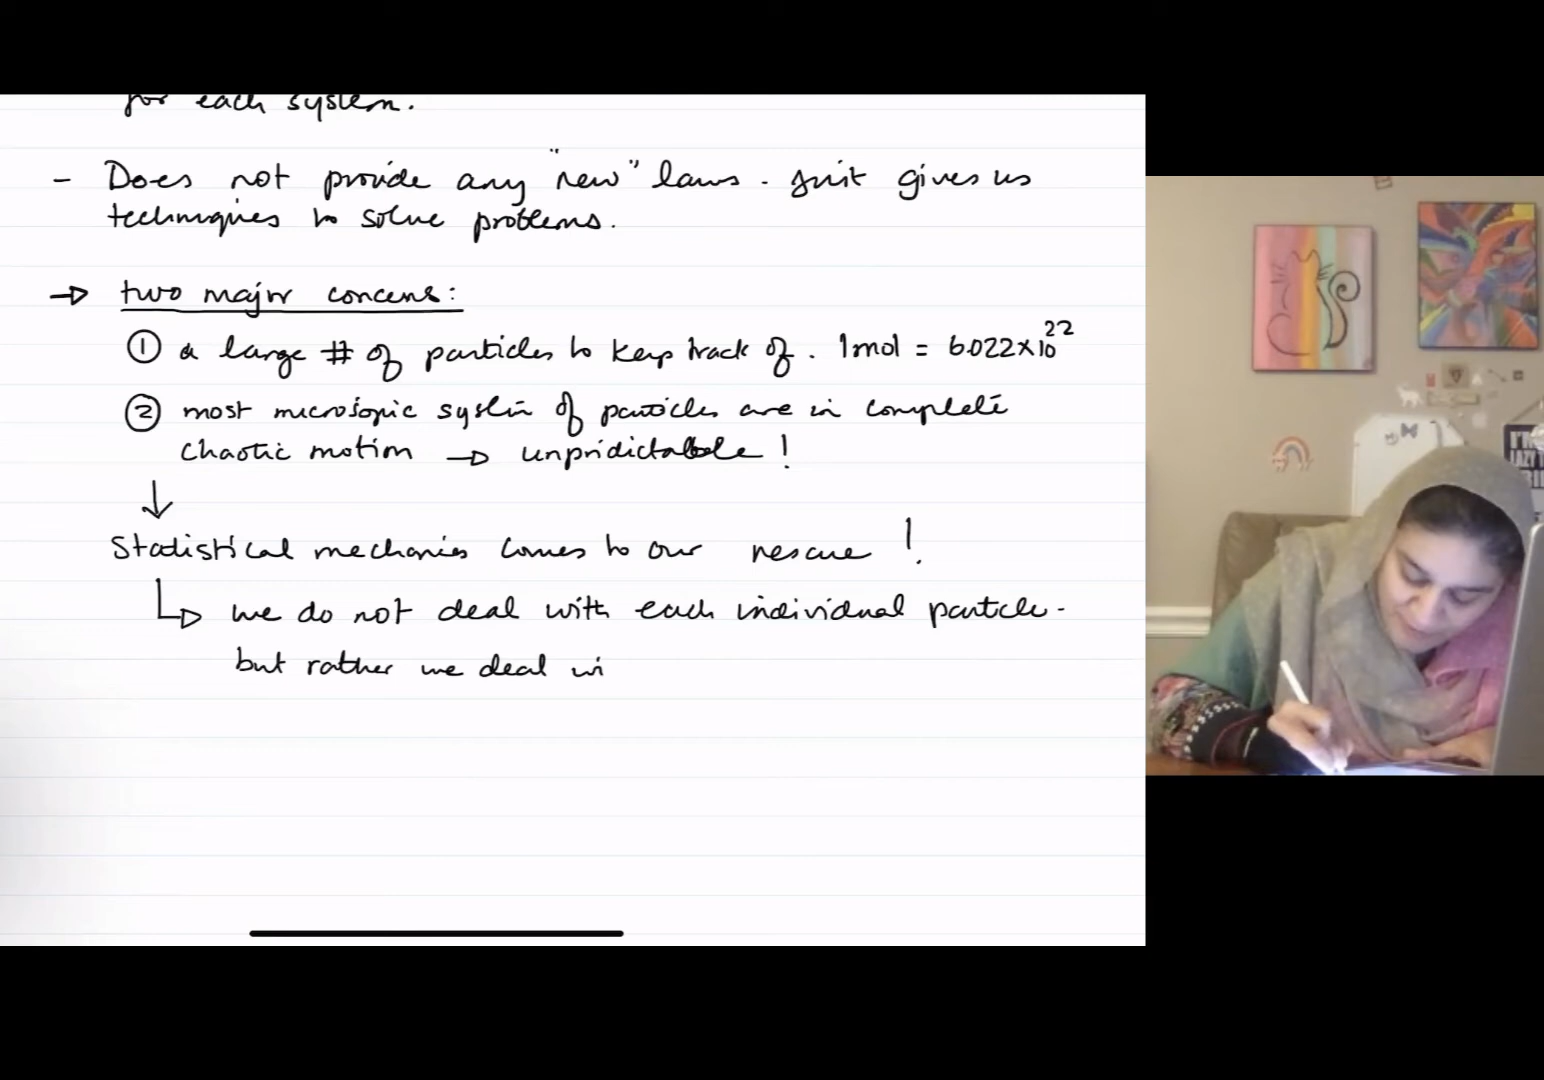 for each system.
- Does not provide any "new" laws. Just gives us
techniques to solve problems.
→ two major concerns:
① a large # of particles to keep track of. 1mol = 6.022×10²²
② most microsopic system of particles are in complete
chaotic motion → unpridictabble!
↓
Statistical mechanics comes to our rescue!
↳ we do not deal with each individual particle.
but rather we deal wi
I'M
LAZY